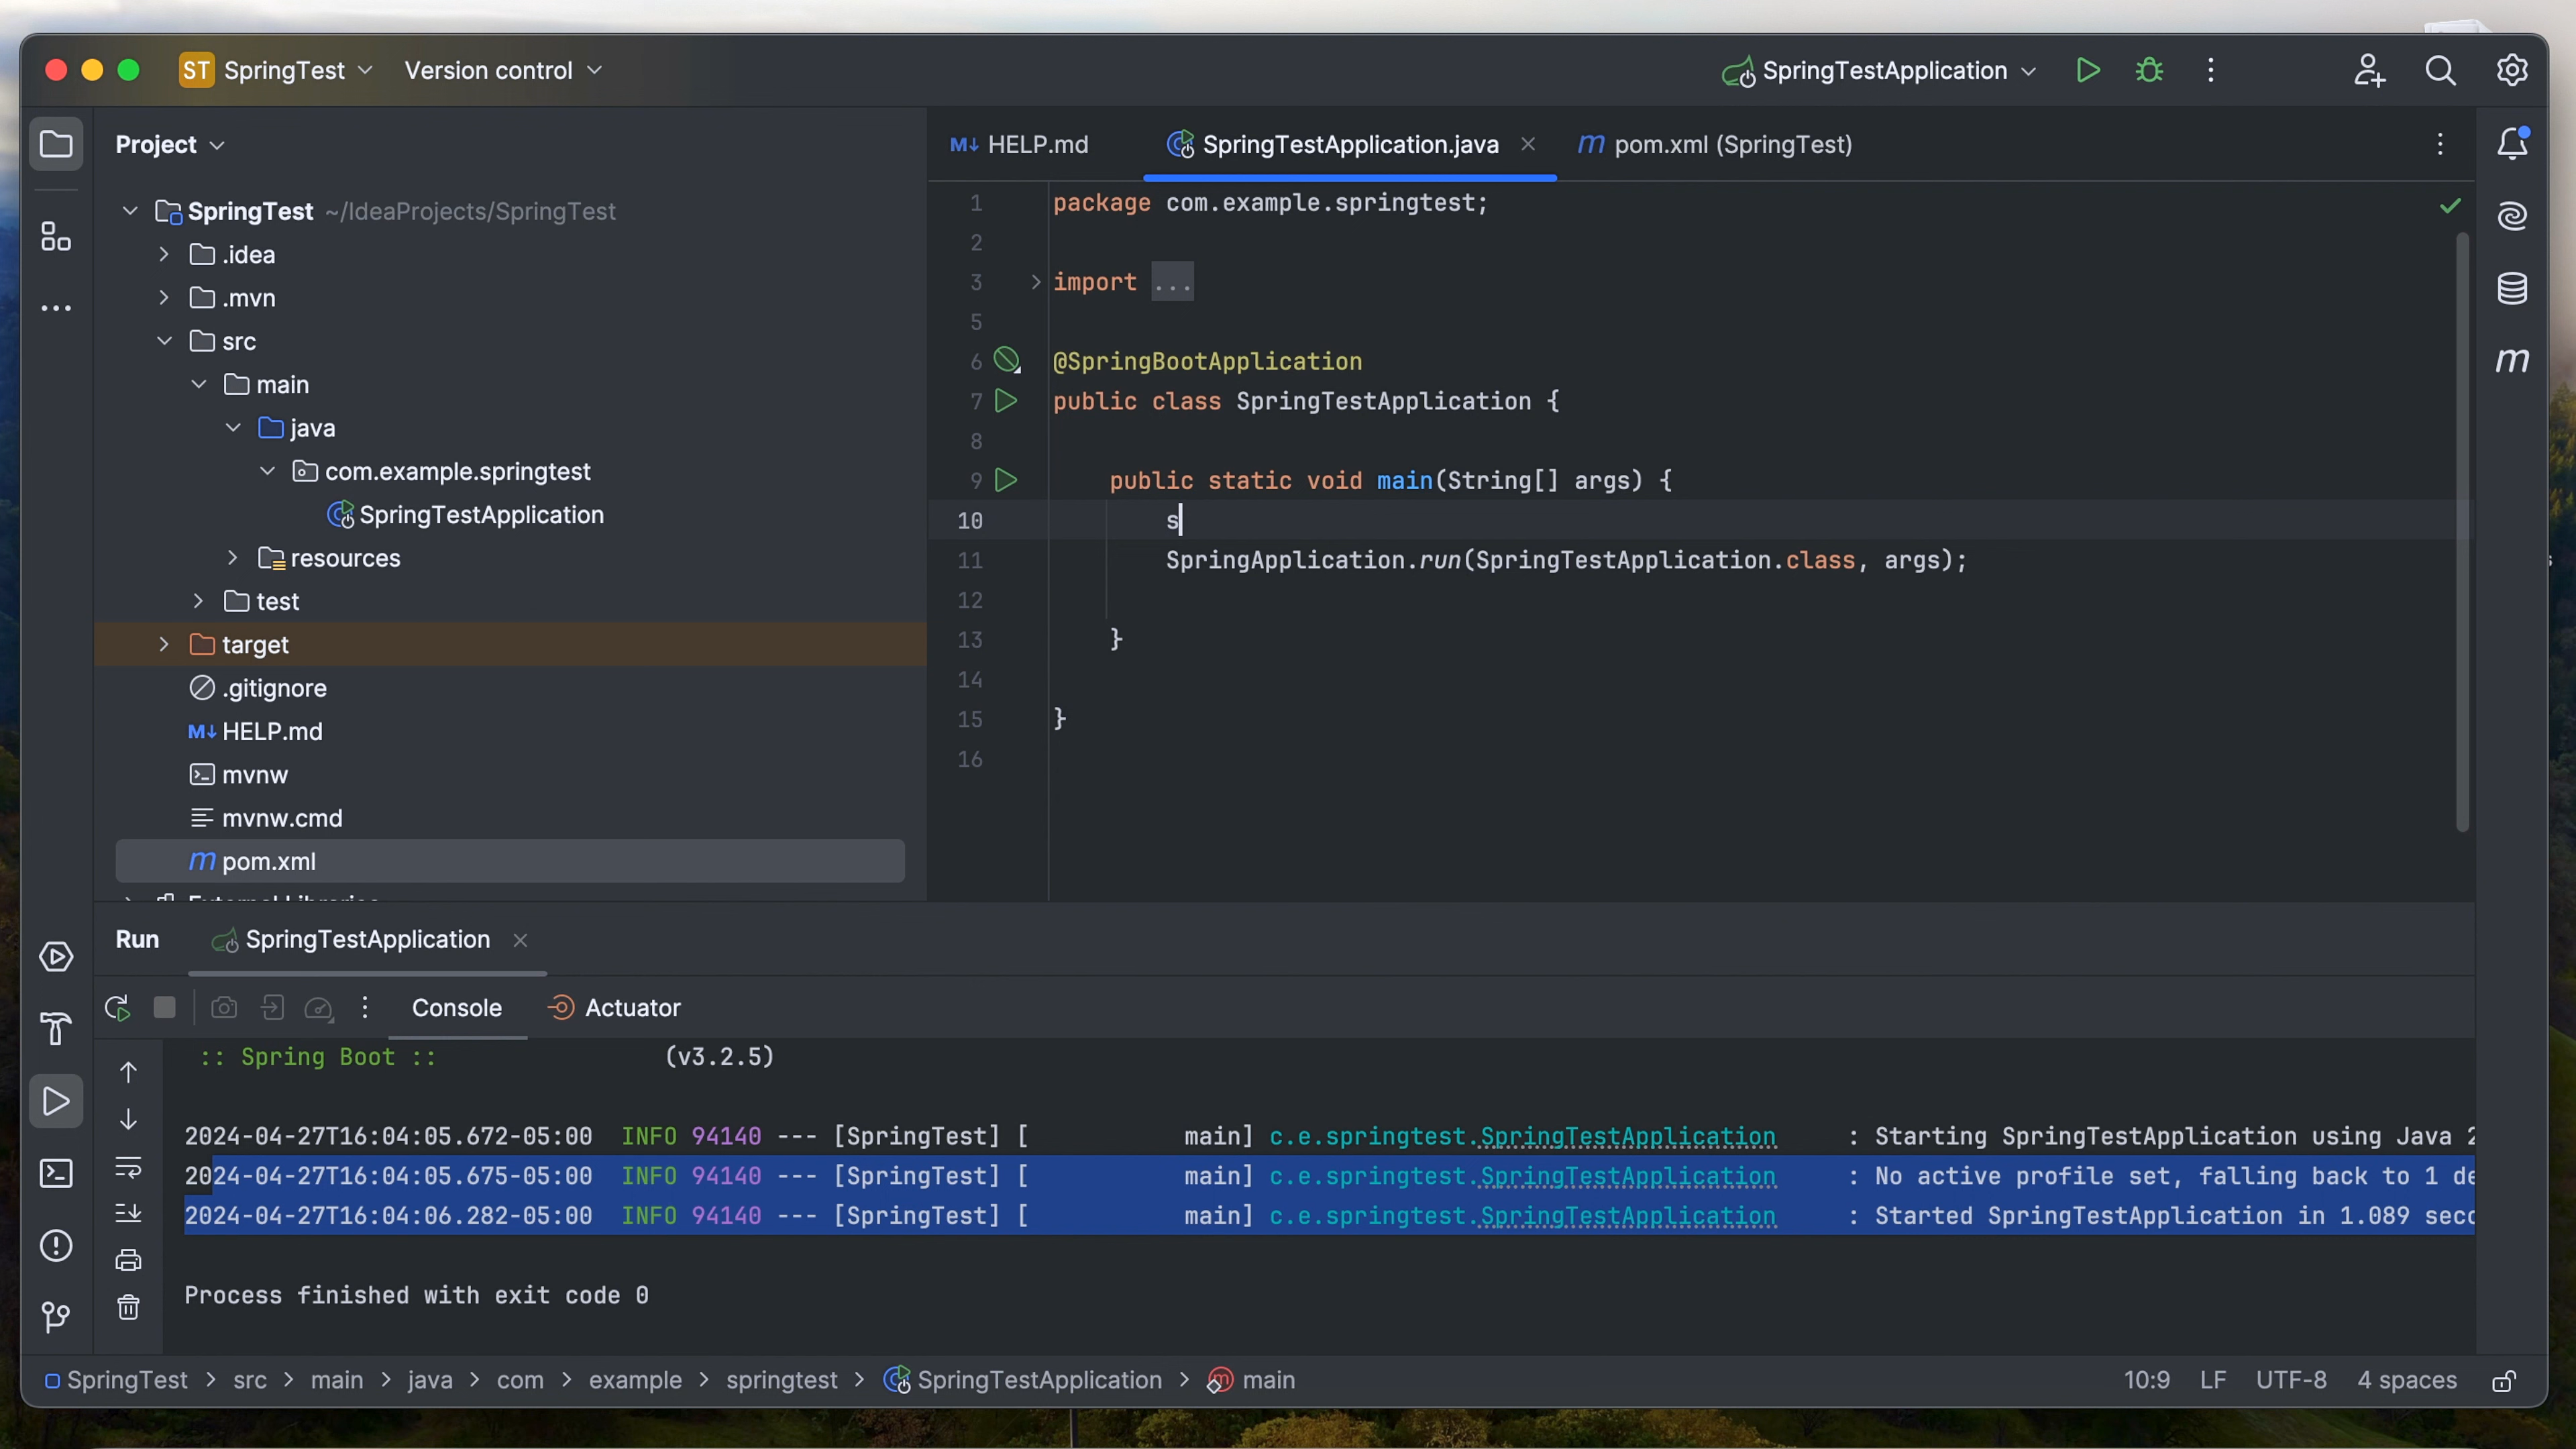 ST SpringTest Version control SpringTestApplication
Project
SpringTest ~/IdeaProjects/SpringTest
.idea
.mvn
src
main
java
com.example.springtest
SpringTestApplication
resources
test
target
.gitignore
M↓ HELP.md
mvnw
mvnw.cmd
m pom.xml
External Libraries
M↓ HELP.md SpringTestApplication.java m pom.xml (SpringTest)
1 package com.example.springtest;
2
3 import ...
5
6 @SpringBootApplication
7 public class SpringTestApplication {
8
9 public static void main(String[] args) {
10 s
11 SpringApplication.run(SpringTestApplication.class, args);
12
13 }
14
15 }
16
m
Run SpringTestApplication
Console Actuator
:: Spring Boot :: (v3.2.5)
2024-04-27T16:04:05.672-05:00 INFO 94140 --- [SpringTest] [ main] c.e.springtest.SpringTestApplication : Starting SpringTestApplication using Java 2
2024-04-27T16:04:05.675-05:00 INFO 94140 --- [SpringTest] [ main] c.e.springtest.SpringTestApplication : No active profile set, falling back to 1 de
2024-04-27T16:04:06.282-05:00 INFO 94140 --- [SpringTest] [ main] c.e.springtest.SpringTestApplication : Started SpringTestApplication in 1.089 seco
Process finished with exit code 0
SpringTest > src > main > java > com > example > springtest > SpringTestApplication > m main 10:9 LF UTF-8 4 spaces